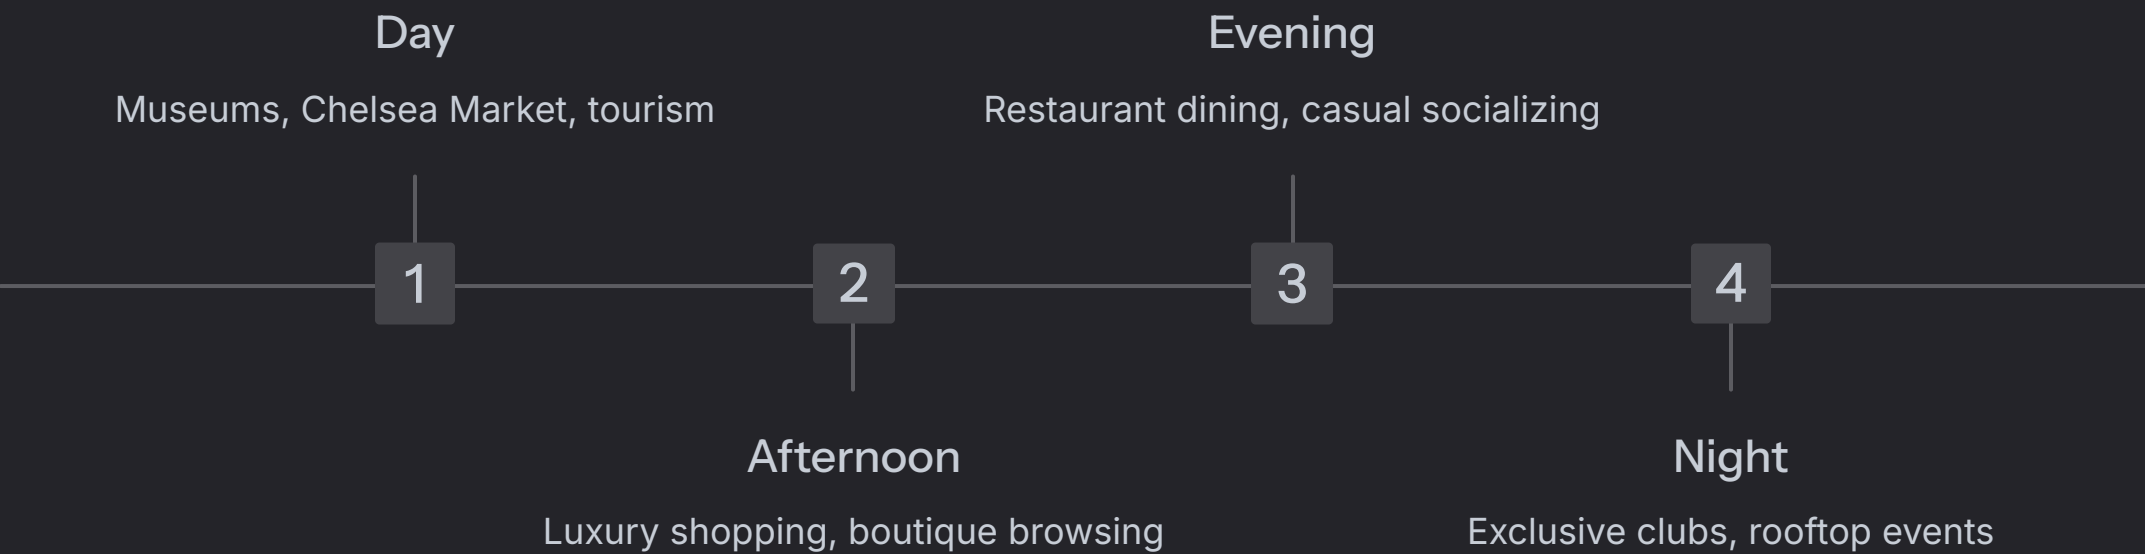 Day
Museums, Chelsea Market, tourism
Evening
Restaurant dining, casual socializing
1
2
3
4
Afternoon
Luxury shopping, boutique browsing
Night
Exclusive clubs, rooftop events